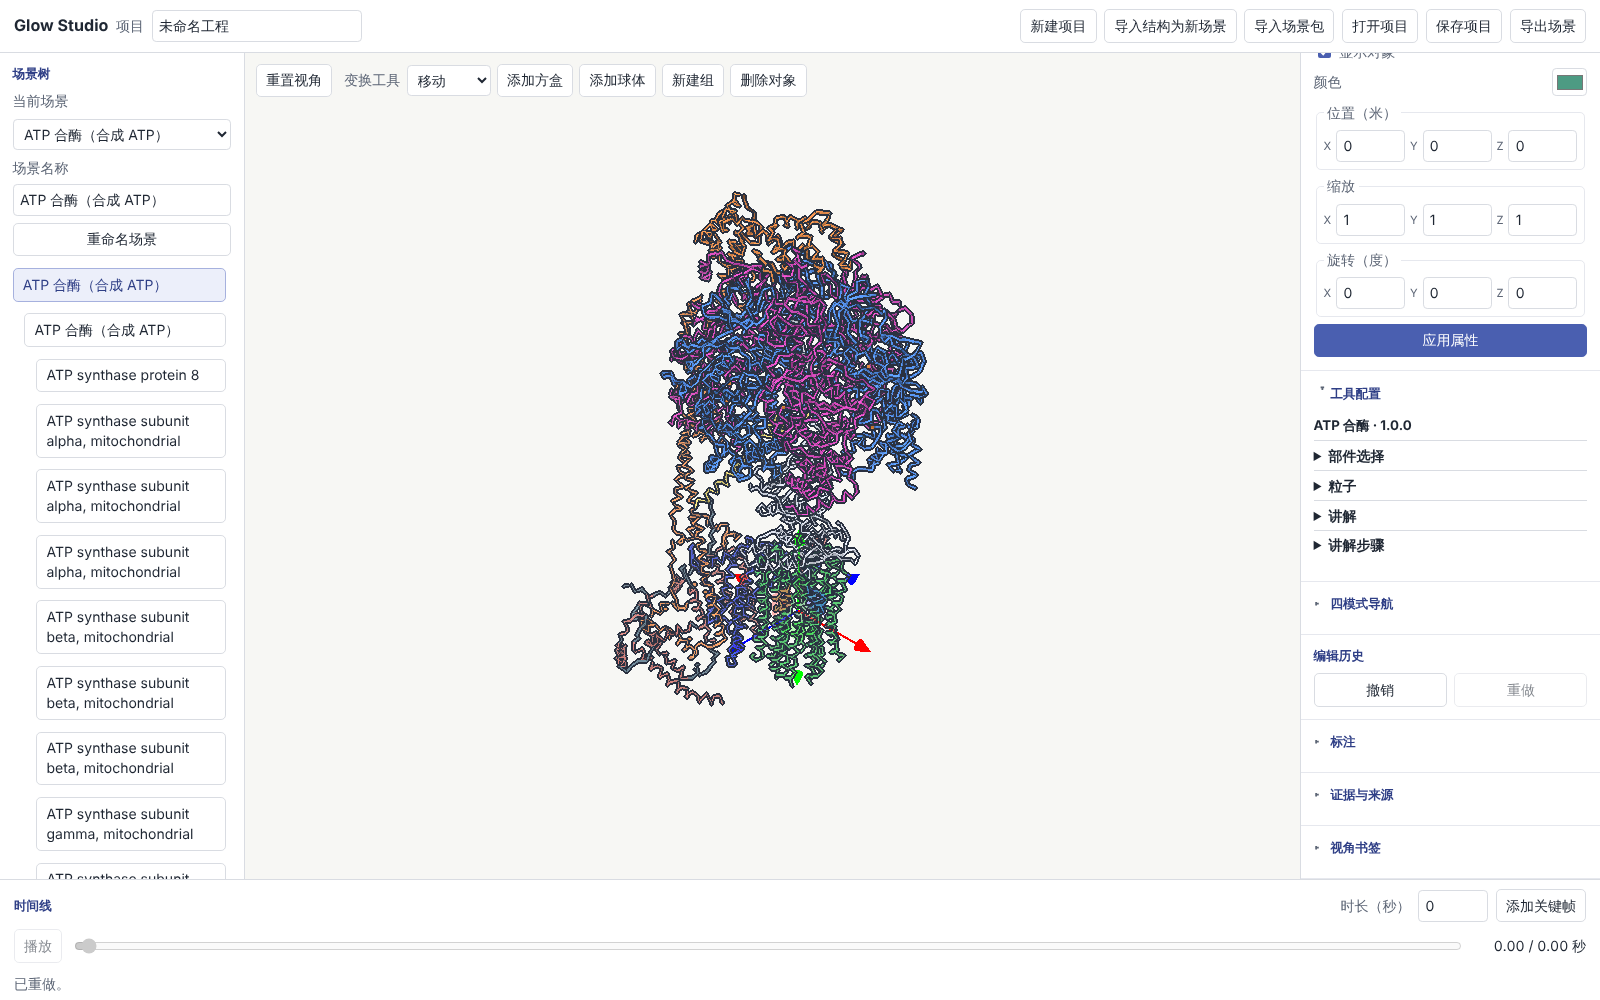 Glow Studio 项目 未命名工程 新建项目 导入结构为新场景 导入场景包 打开项目 保存项目 导出场景
场景树
当前场景
ATP 合酶（合成 ATP）
场景名称
ATP 合酶（合成 ATP）
重命名场景
ATP 合酶（合成 ATP）
ATP 合酶（合成 ATP）
ATP synthase protein 8
ATP synthase subunit
alpha, mitochondrial
ATP synthase subunit
alpha, mitochondrial
ATP synthase subunit
alpha, mitochondrial
ATP synthase subunit
beta, mitochondrial
ATP synthase subunit
beta, mitochondrial
ATP synthase subunit
beta, mitochondrial
ATP synthase subunit
gamma, mitochondrial
ATP synthase subunit
重置视角 变换工具 移动 添加方盒 添加球体 新建组 删除对象
显示对象
颜色
位置（米）
X 0 Y 0 Z 0
缩放
X 1 Y 1 Z 1
旋转（度）
X 0 Y 0 Z 0
应用属性
工具配置
ATP 合酶 · 1.0.0
部件选择
粒子
讲解
讲解步骤
四模式导航
编辑历史
撤销 重做
标注
证据与来源
视角书签
时间线 时长（秒） 0 添加关键帧
播放 0.00 / 0.00 秒
已重做。